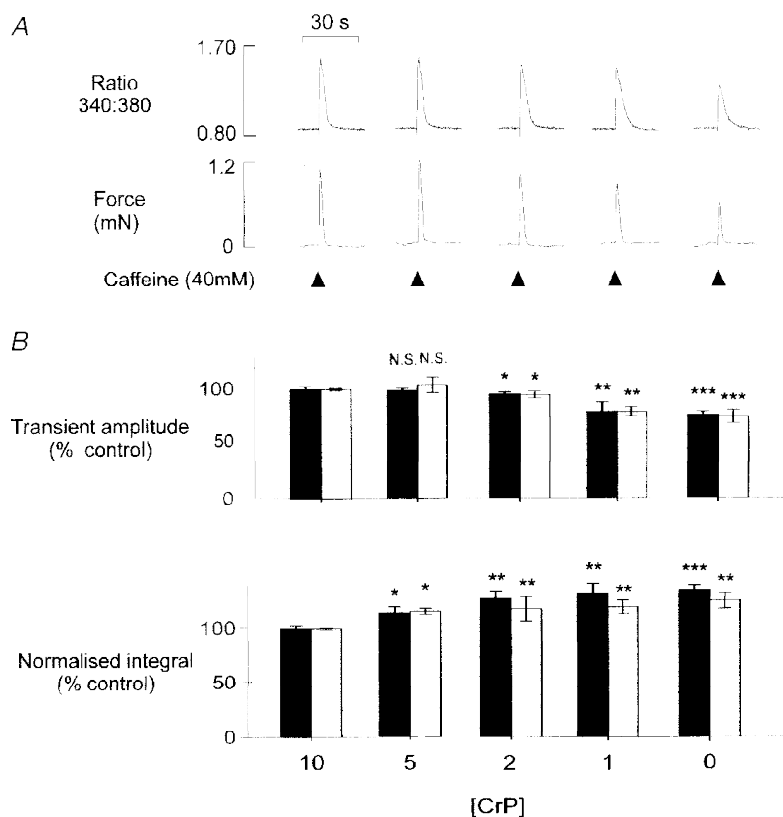 A
30 s
1.70
Ratio
340:380
0.80
1.2
Force
(mN)
0
Caffeine (40mM) ▲ ▲ ▲ ▲ ▲
B
N.S. N.S.
* * ** ** *** ***
100
Transient amplitude
(% control)
50
0
* * ** ** ** ** *** **
100
Normalised integral
(% control)
50
0
10 5 2 1 0
[CrP]